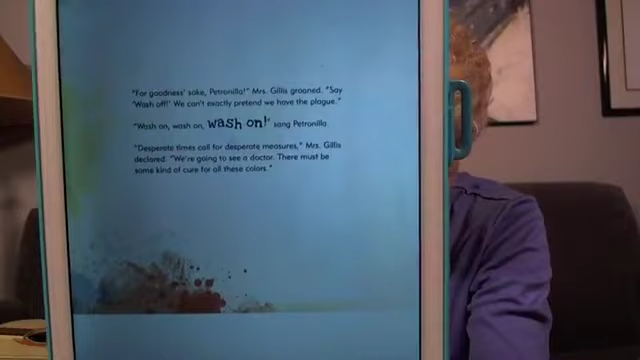 "For goodness' sake, Petronilla!" Mrs. Gillis groaned. "Say
'Wash off!' We can't exactly pretend we have the plague."
"Wash on, wash on, wash on!" sang Petronilla.
"Desperate times call for desperate measures," Mrs. Gillis
declared. "We're going to see a doctor. There must be
some kind of cure for all these colors."